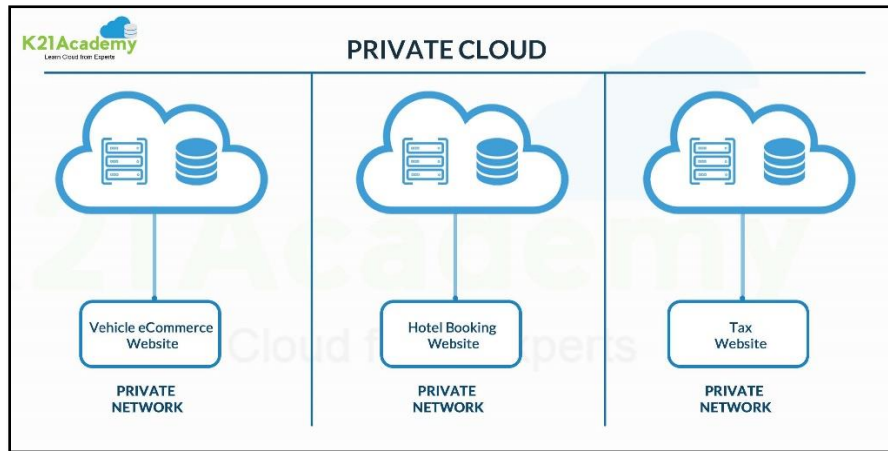 K21Academy
Learn Cloud from Experts
PRIVATE CLOUD
Vehicle eCommerce
Website
PRIVATE
NETWORK
Hotel Booking
Website
PRIVATE
NETWORK
Tax
Website
PRIVATE
NETWORK